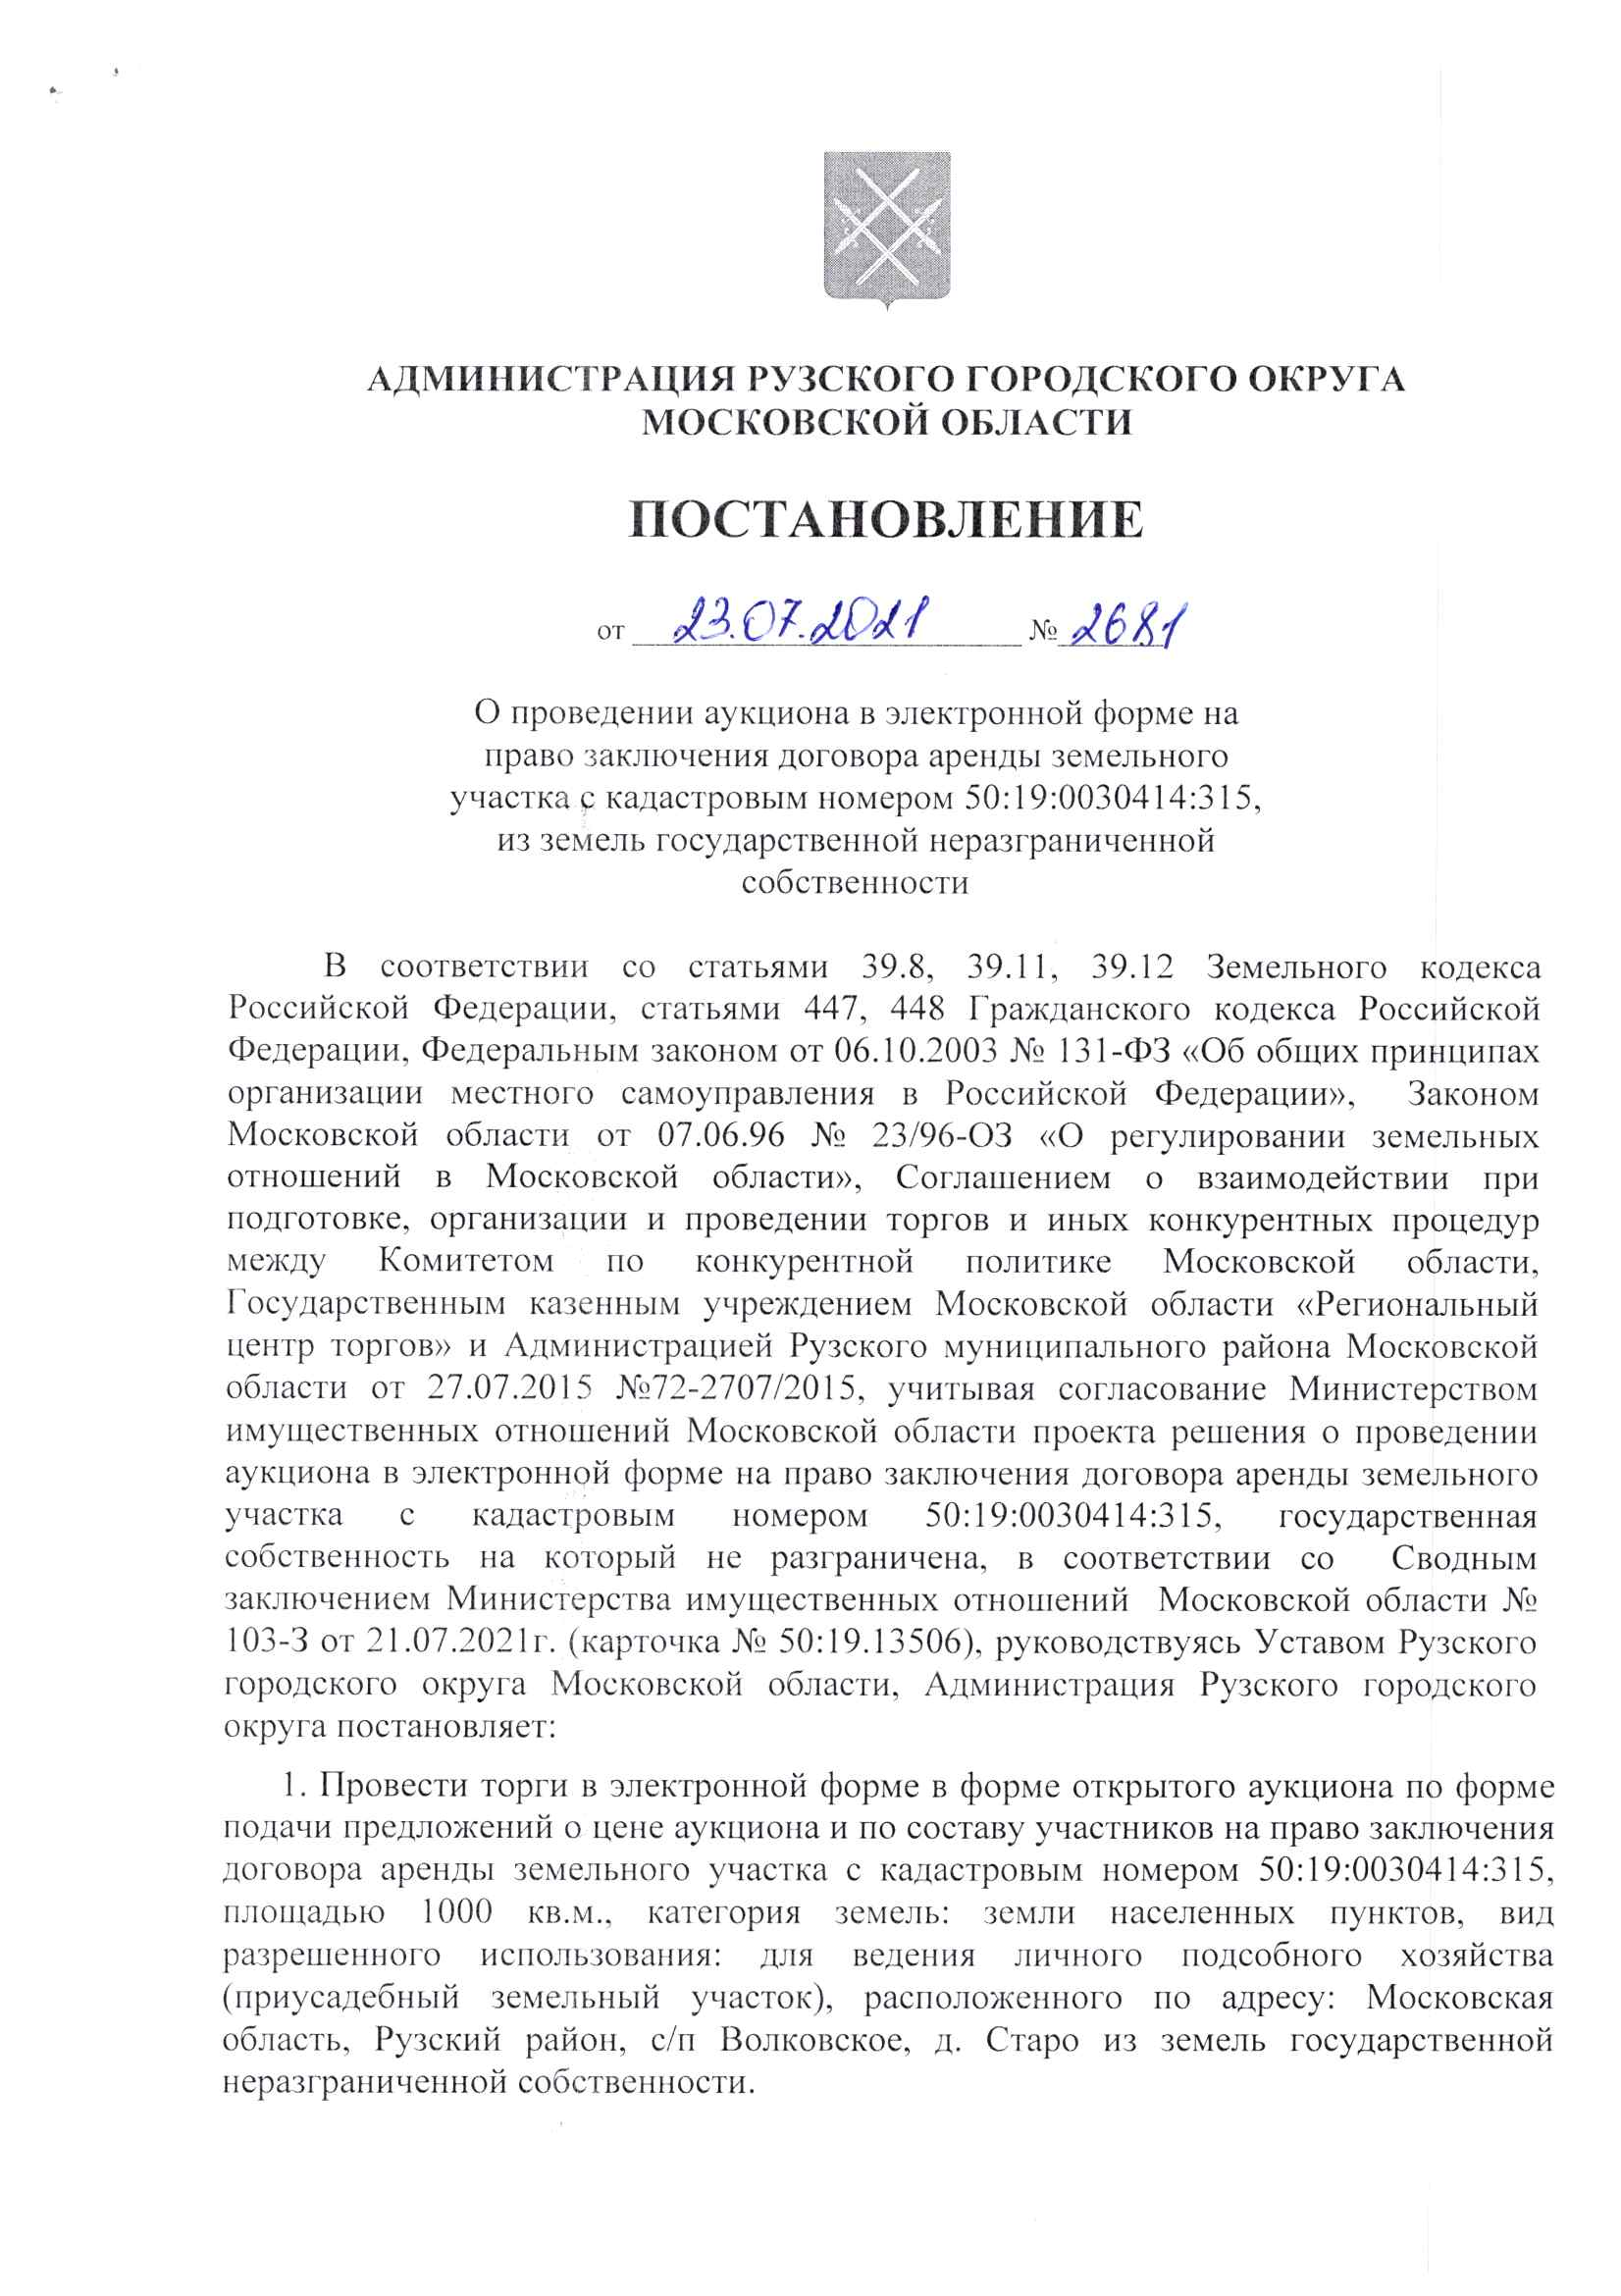 АДМИНИСТРАЦИЯ РУЗСКОГО ГОРОДСКОГО ОКРУГА
МОСКОВСКОЙ ОБЛАСТИ
ПОСТАНОВЛЕНИЕ
от 23.07.2021 № 2681
О проведении аукциона в электронной форме на
право заключения договора аренды земельного
участка с кадастровым номером 50:19:0030414:315,
из земель государственной неразграниченной
собственности
В соответствии со статьями 39.8, 39.11, 39.12 Земельного кодекса
Российской Федерации, статьями 447, 448 Гражданского кодекса Российской
Федерации, Федеральным законом от 06.10.2003 № 131-ФЗ «Об общих принципах
организации местного самоуправления в Российской Федерации», Законом
Московской области от 07.06.96 № 23/96-ОЗ «О регулировании земельных
отношений в Московской области», Соглашением о взаимодействии при
подготовке, организации и проведении торгов и иных конкурентных процедур
между Комитетом по конкурентной политике Московской области,
Государственным казенным учреждением Московской области «Региональный
центр торгов» и Администрацией Рузского муниципального района Московской
области от 27.07.2015 №72-2707/2015, учитывая согласование Министерством
имущественных отношений Московской области проекта решения о проведении
аукциона в электронной форме на право заключения договора аренды земельного
участка с кадастровым номером 50:19:0030414:315, государственная
собственность на который не разграничена, в соответствии со Сводным
заключением Министерства имущественных отношений Московской области №
103-З от 21.07.2021г. (карточка № 50:19.13506), руководствуясь Уставом Рузского
городского округа Московской области, Администрация Рузского городского
округа постановляет:
1. Провести торги в электронной форме в форме открытого аукциона по форме
подачи предложений о цене аукциона и по составу участников на право заключения
договора аренды земельного участка с кадастровым номером 50:19:0030414:315,
площадью 1000 кв.м., категория земель: земли населенных пунктов, вид
разрешенного использования: для ведения личного подсобного хозяйства
(приусадебный земельный участок), расположенного по адресу: Московская
область, Рузский район, с/п Волковское, д. Старо из земель государственной
неразграниченной собственности.